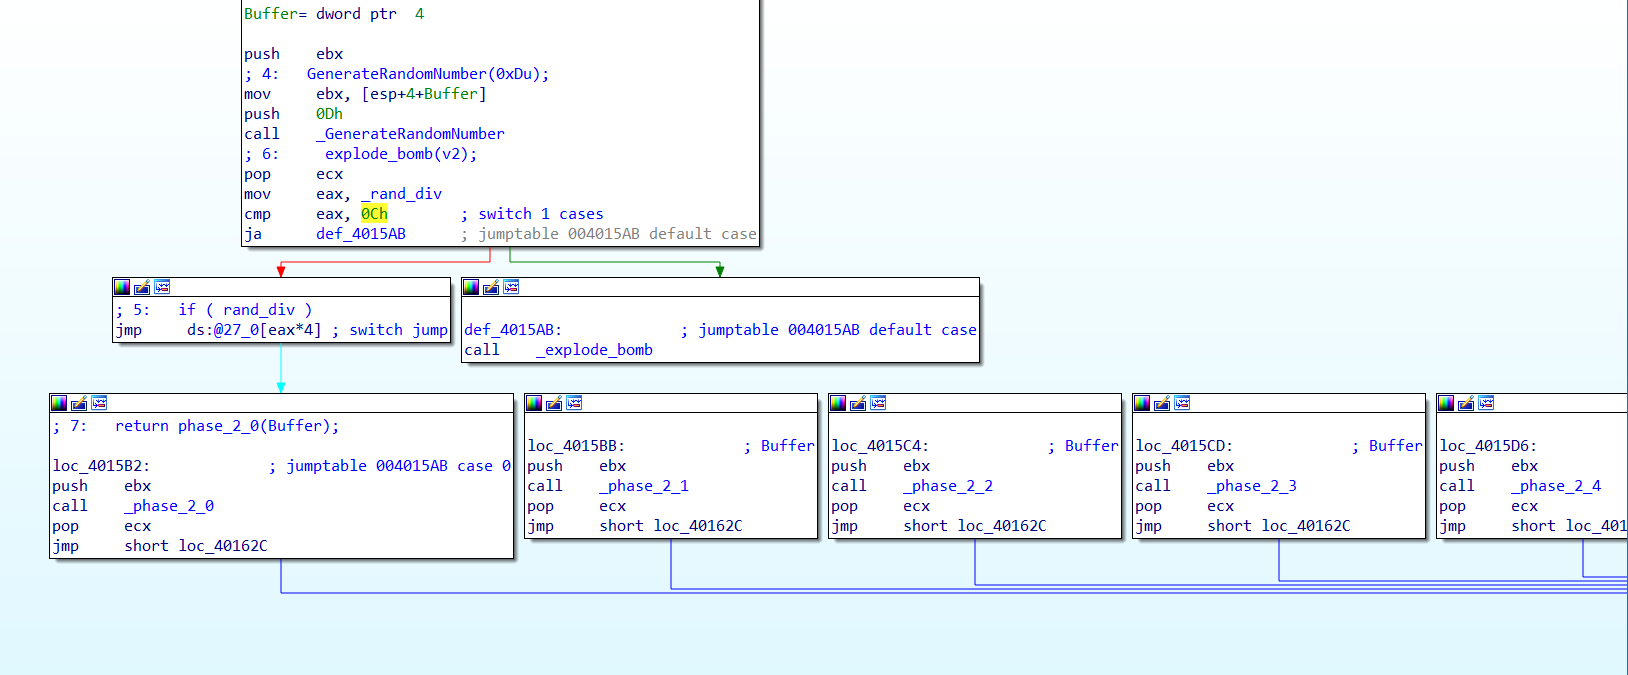 Buffer= dword ptr  4
push    ebx
; 4:   GenerateRandomNumber(0xDu);
mov     ebx, [esp+4+Buffer]
push    0Dh
call    _GenerateRandomNumber
; 6:     explode_bomb(v2);
pop     ecx
mov     eax, _rand_div
cmp     eax, 0Ch        ; switch 1 cases
ja      def_4015AB      ; jumptable 004015AB default case
; 5:   if ( rand_div )
jmp     ds:@27_0[eax*4] ; switch jump
def_4015AB:             ; jumptable 004015AB default case
call    _explode_bomb
; 7:   return phase_2_0(Buffer);
loc_4015B2:             ; jumptable 004015AB case 0
push    ebx
call    _phase_2_0
pop     ecx
jmp     short loc_40162C
loc_4015BB:             ; Buffer
push    ebx
call    _phase_2_1
pop     ecx
jmp     short loc_40162C
loc_4015C4:             ; Buffer
push    ebx
call    _phase_2_2
pop     ecx
jmp     short loc_40162C
loc_4015CD:             ; Buffer
push    ebx
call    _phase_2_3
pop     ecx
jmp     short loc_40162C
loc_4015D6:
push    ebx
call    _phase_2_4
pop     ecx
jmp     short loc_401